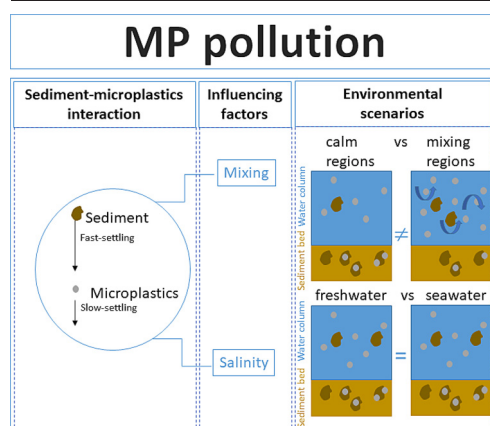 MP pollution
Sediment-microplastics
interaction
Influencing
factors
Environmental
scenarios
Sediment
Fast-settling
Microplastics
Slow-settling
Mixing
Salinity
calm vs mixing
regions regions
Water column
Sediment bed
≠
freshwater vs seawater
Water column
Sediment bed
=